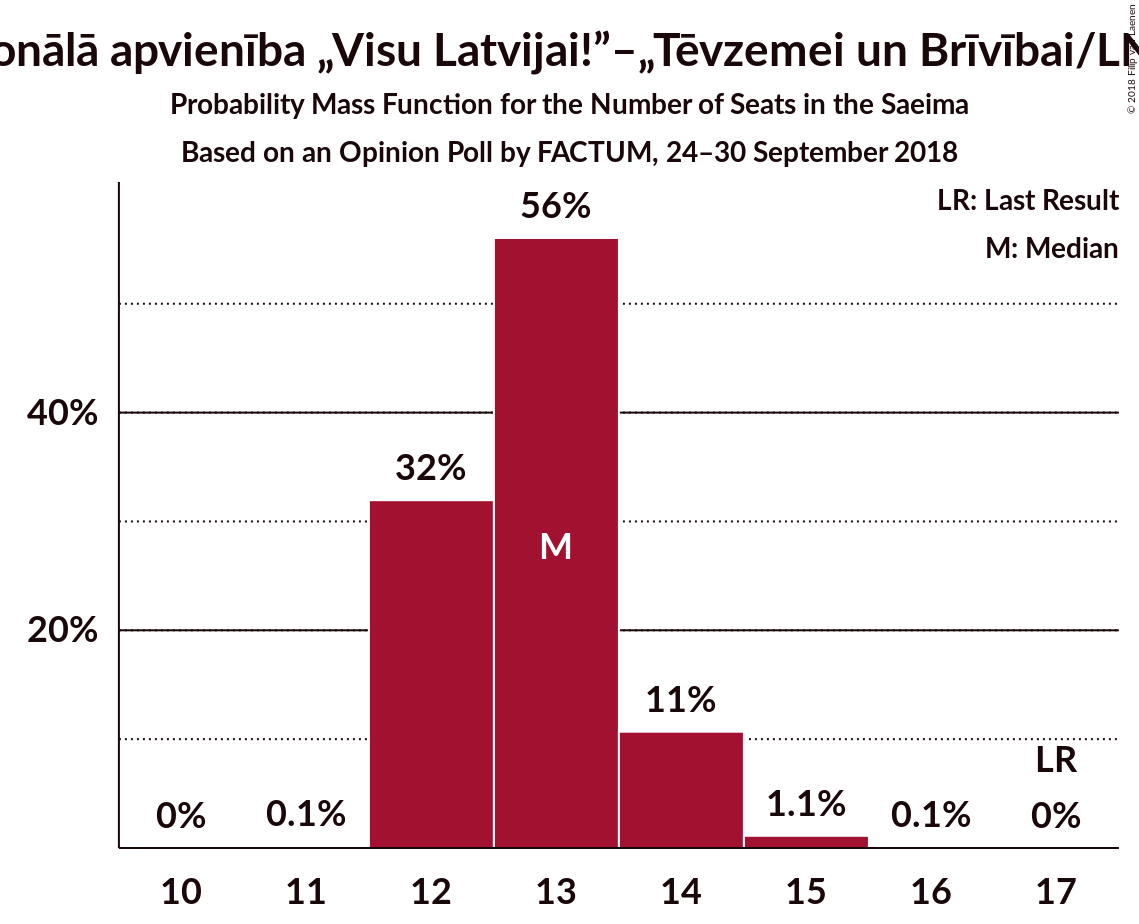 onālā apvienība „Visu Latvijai!”–„Tēvzemei un Brīvībai/LN
© 2018 Filip van Laenen
Probability Mass Function for the Number of Seats in the Saeima
Based on an Opinion Poll by FACTUM, 24–30 September 2018
LR: Last Result
M: Median
56%
40%
32%
M
20%
11%
LR
0%
0.1%
1.1%
0.1%
0%
10 11 12 13 14 15 16 17